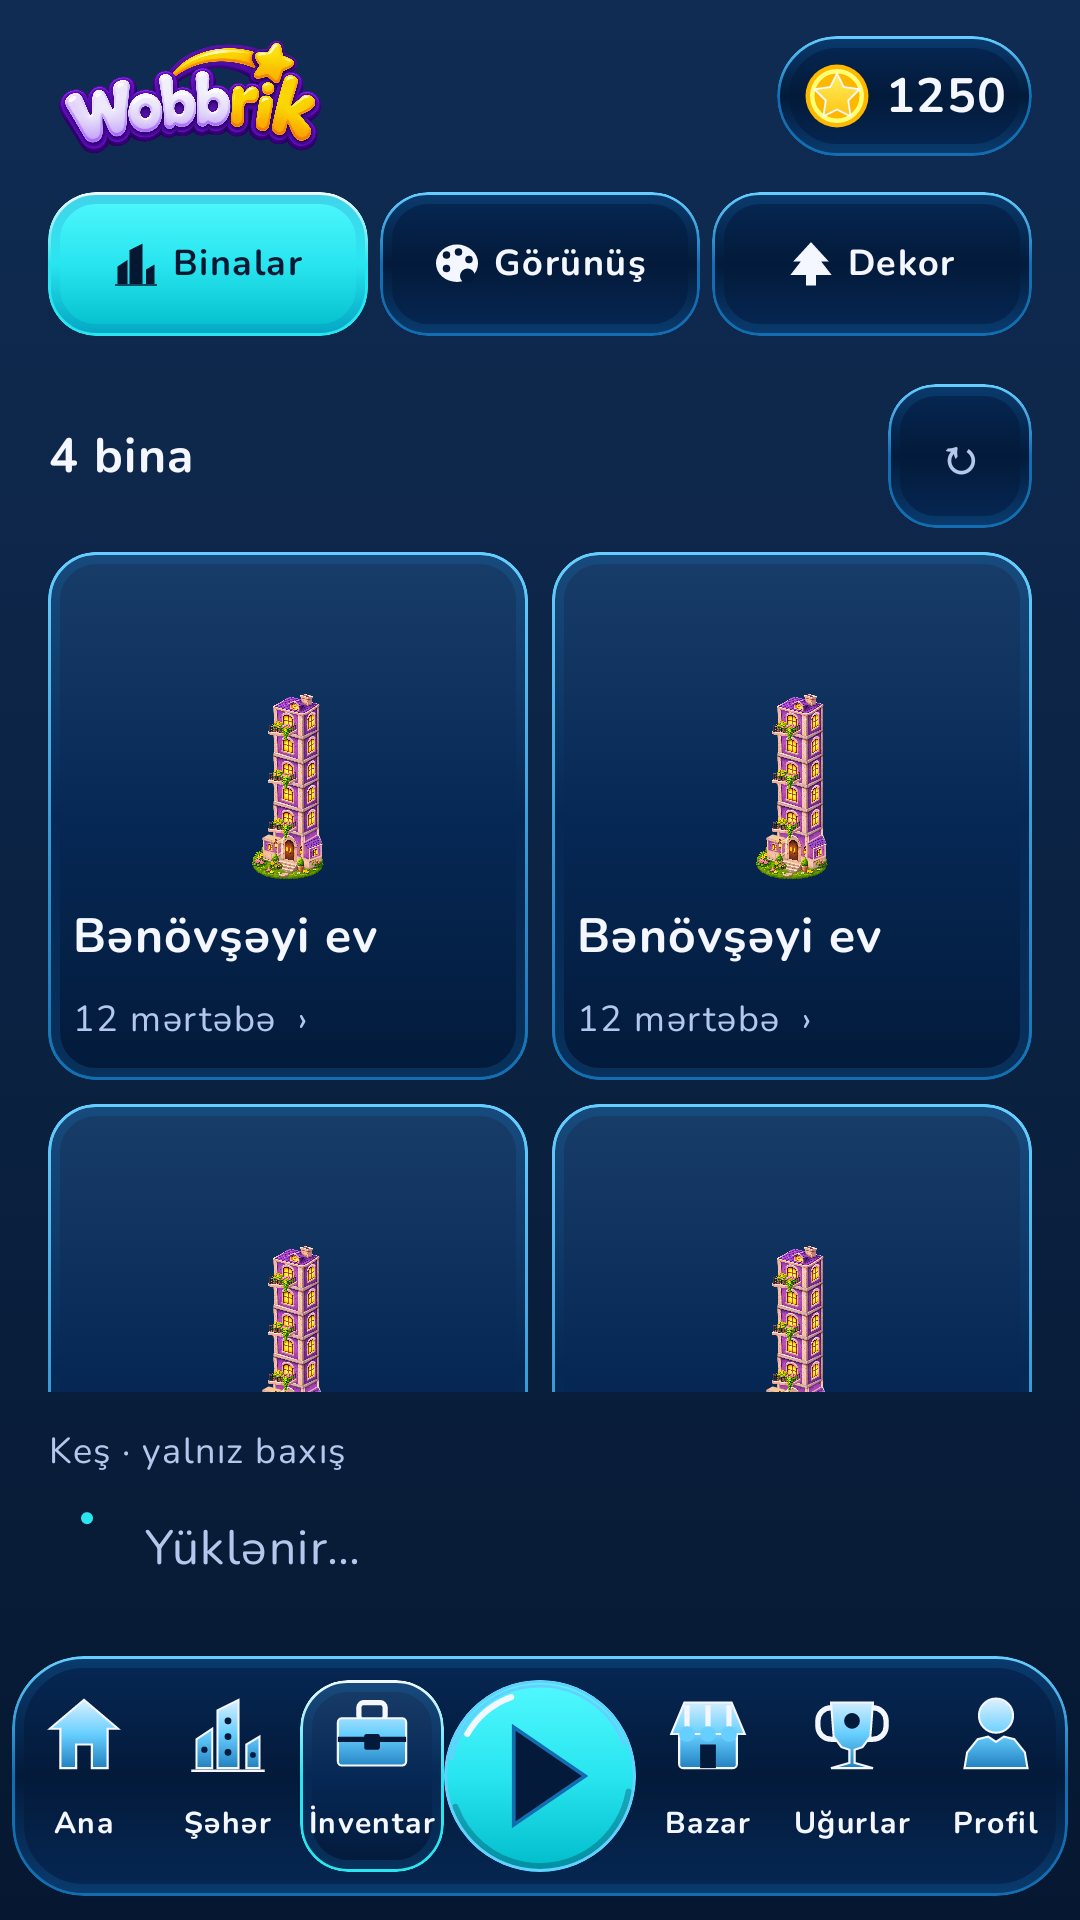 Wobbrik
1250
Binalar
Görünüş
Dekor
4 bina
Bənövşəyi ev
12 mərtəbə ›
Bənövşəyi ev
12 mərtəbə ›
Keş · yalnız baxış
Yüklənir...
Ana
Şəhər
İnventar
Bazar
Uğurlar
Profil